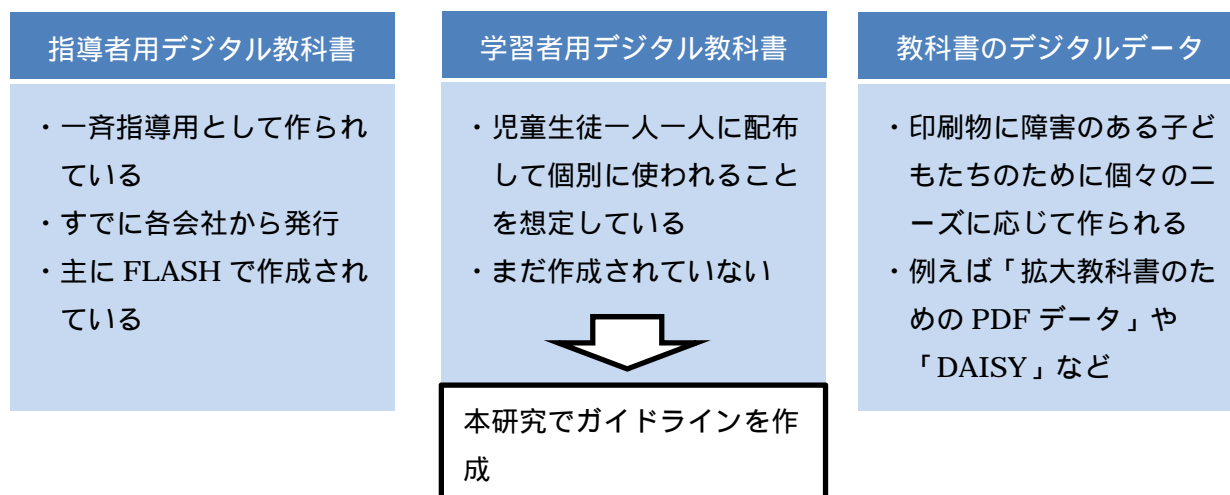 指導者用デジタル教科書
・一斉指導用として作られ
ている
・すでに各会社から発行
・主に FLASH で作成され
ている
学習者用デジタル教科書
・児童生徒一人一人に配布
して個別に使われること
を想定している
・まだ作成されていない
本研究でガイドラインを作
成
教科書のデジタルデータ
・印刷物に障害のある子ど
もたちのために個々のニ
ーズに応じて作られる
・例えば「拡大教科書のた
めの PDF データ」や
「DAISY」など